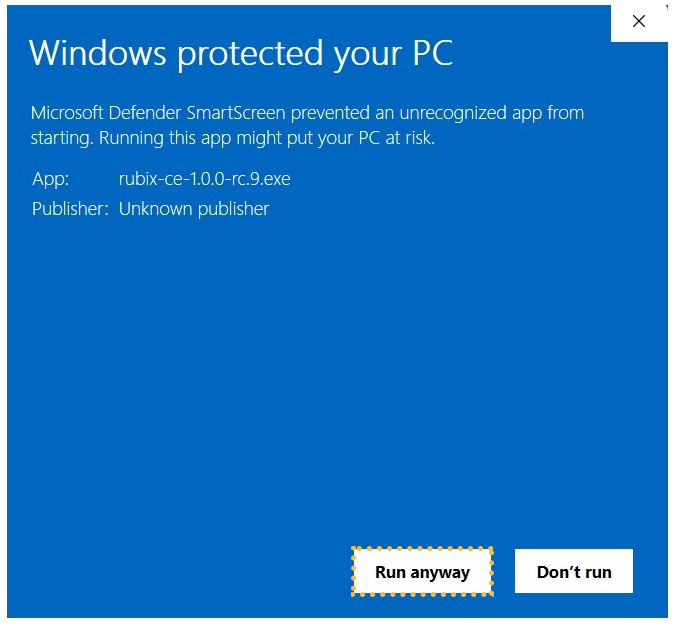 Windows protected your PC
Microsoft Defender SmartScreen prevented an unrecognized app from
starting. Running this app might put your PC at risk.
App: rubix-ce-1.0.0-rc.9.exe
Publisher: Unknown publisher
Run anyway Don’t run